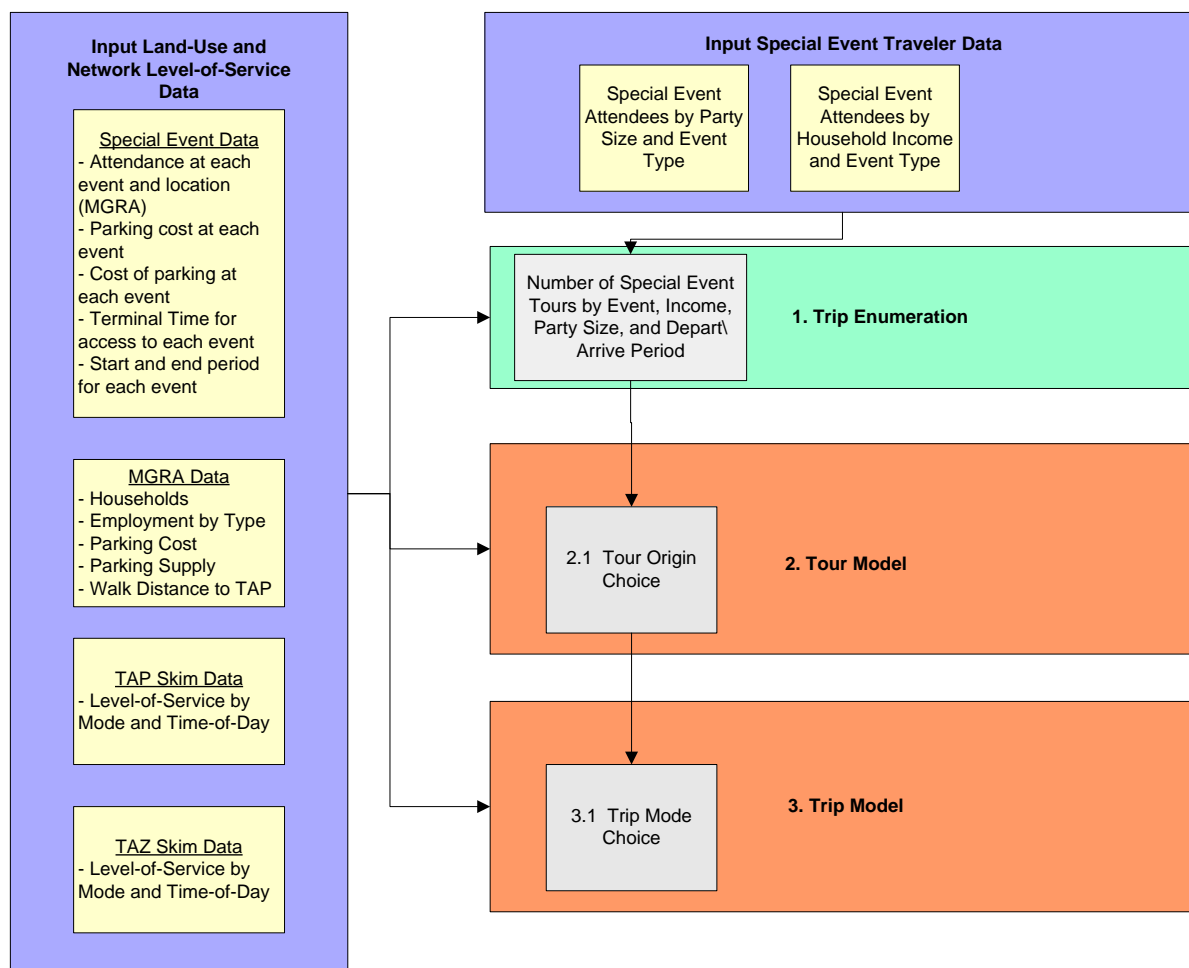 Input Land-Use and
Network Level-of-Service
Data
Special Event Data
- Attendance at each
event and location
(MGRA)
- Parking cost at each
event
- Cost of parking at
each event
- Terminal Time for
access to each event
- Start and end period
for each event
MGRA Data
- Households
- Employment by Type
- Parking Cost
- Parking Supply
- Walk Distance to TAP
TAP Skim Data
- Level-of-Service by
Mode and Time-of-Day
TAZ Skim Data
- Level-of-Service by
Mode and Time-of-Day
Input Special Event Traveler Data
Special Event
Attendees by Party
Size and Event
Type
Special Event
Attendees by
Household Income
and Event Type
Number of Special Event
Tours by Event, Income,
Party Size, and Depart\
Arrive Period
1. Trip Enumeration
2.1 Tour Origin
Choice
2. Tour Model
3.1 Trip Mode
Choice
3. Trip Model